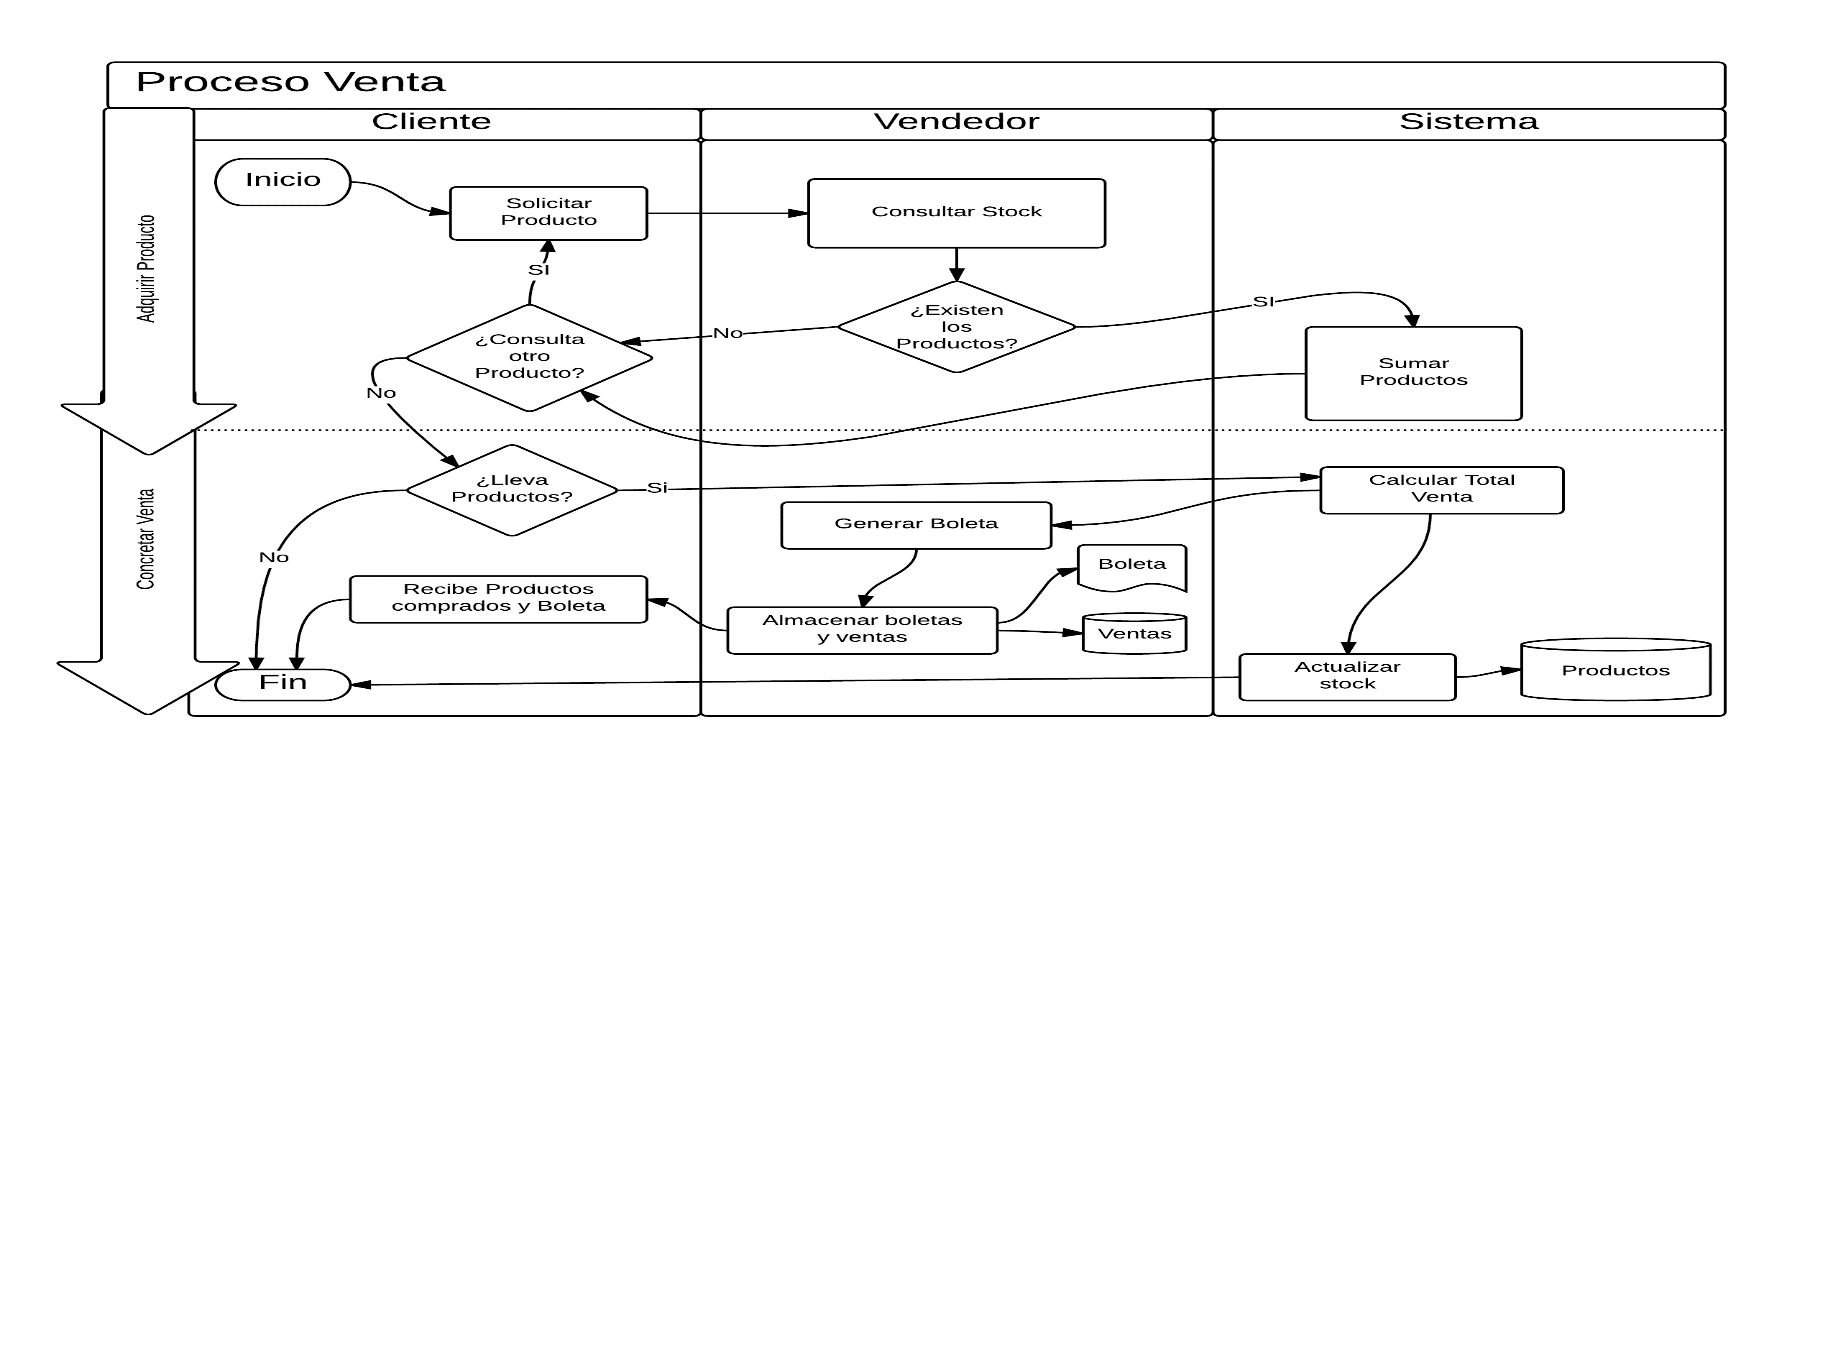 Proceso Venta
Cliente
Vendedor
Sistema
Adquirir Producto
Inicio
Solicitar
Producto
Consultar Stock
SI
¿Existen
los
Productos?
SI
No
¿Consulta
otro
Producto?
Sumar
Productos
No
Concretar Venta
¿Lleva
Productos?
Si
Calcular Total
Venta
Generar Boleta
No
Boleta
Recibe Productos
comprados y Boleta
Almacenar boletas
y ventas
Ventas
Fin
Actualizar
stock
Productos